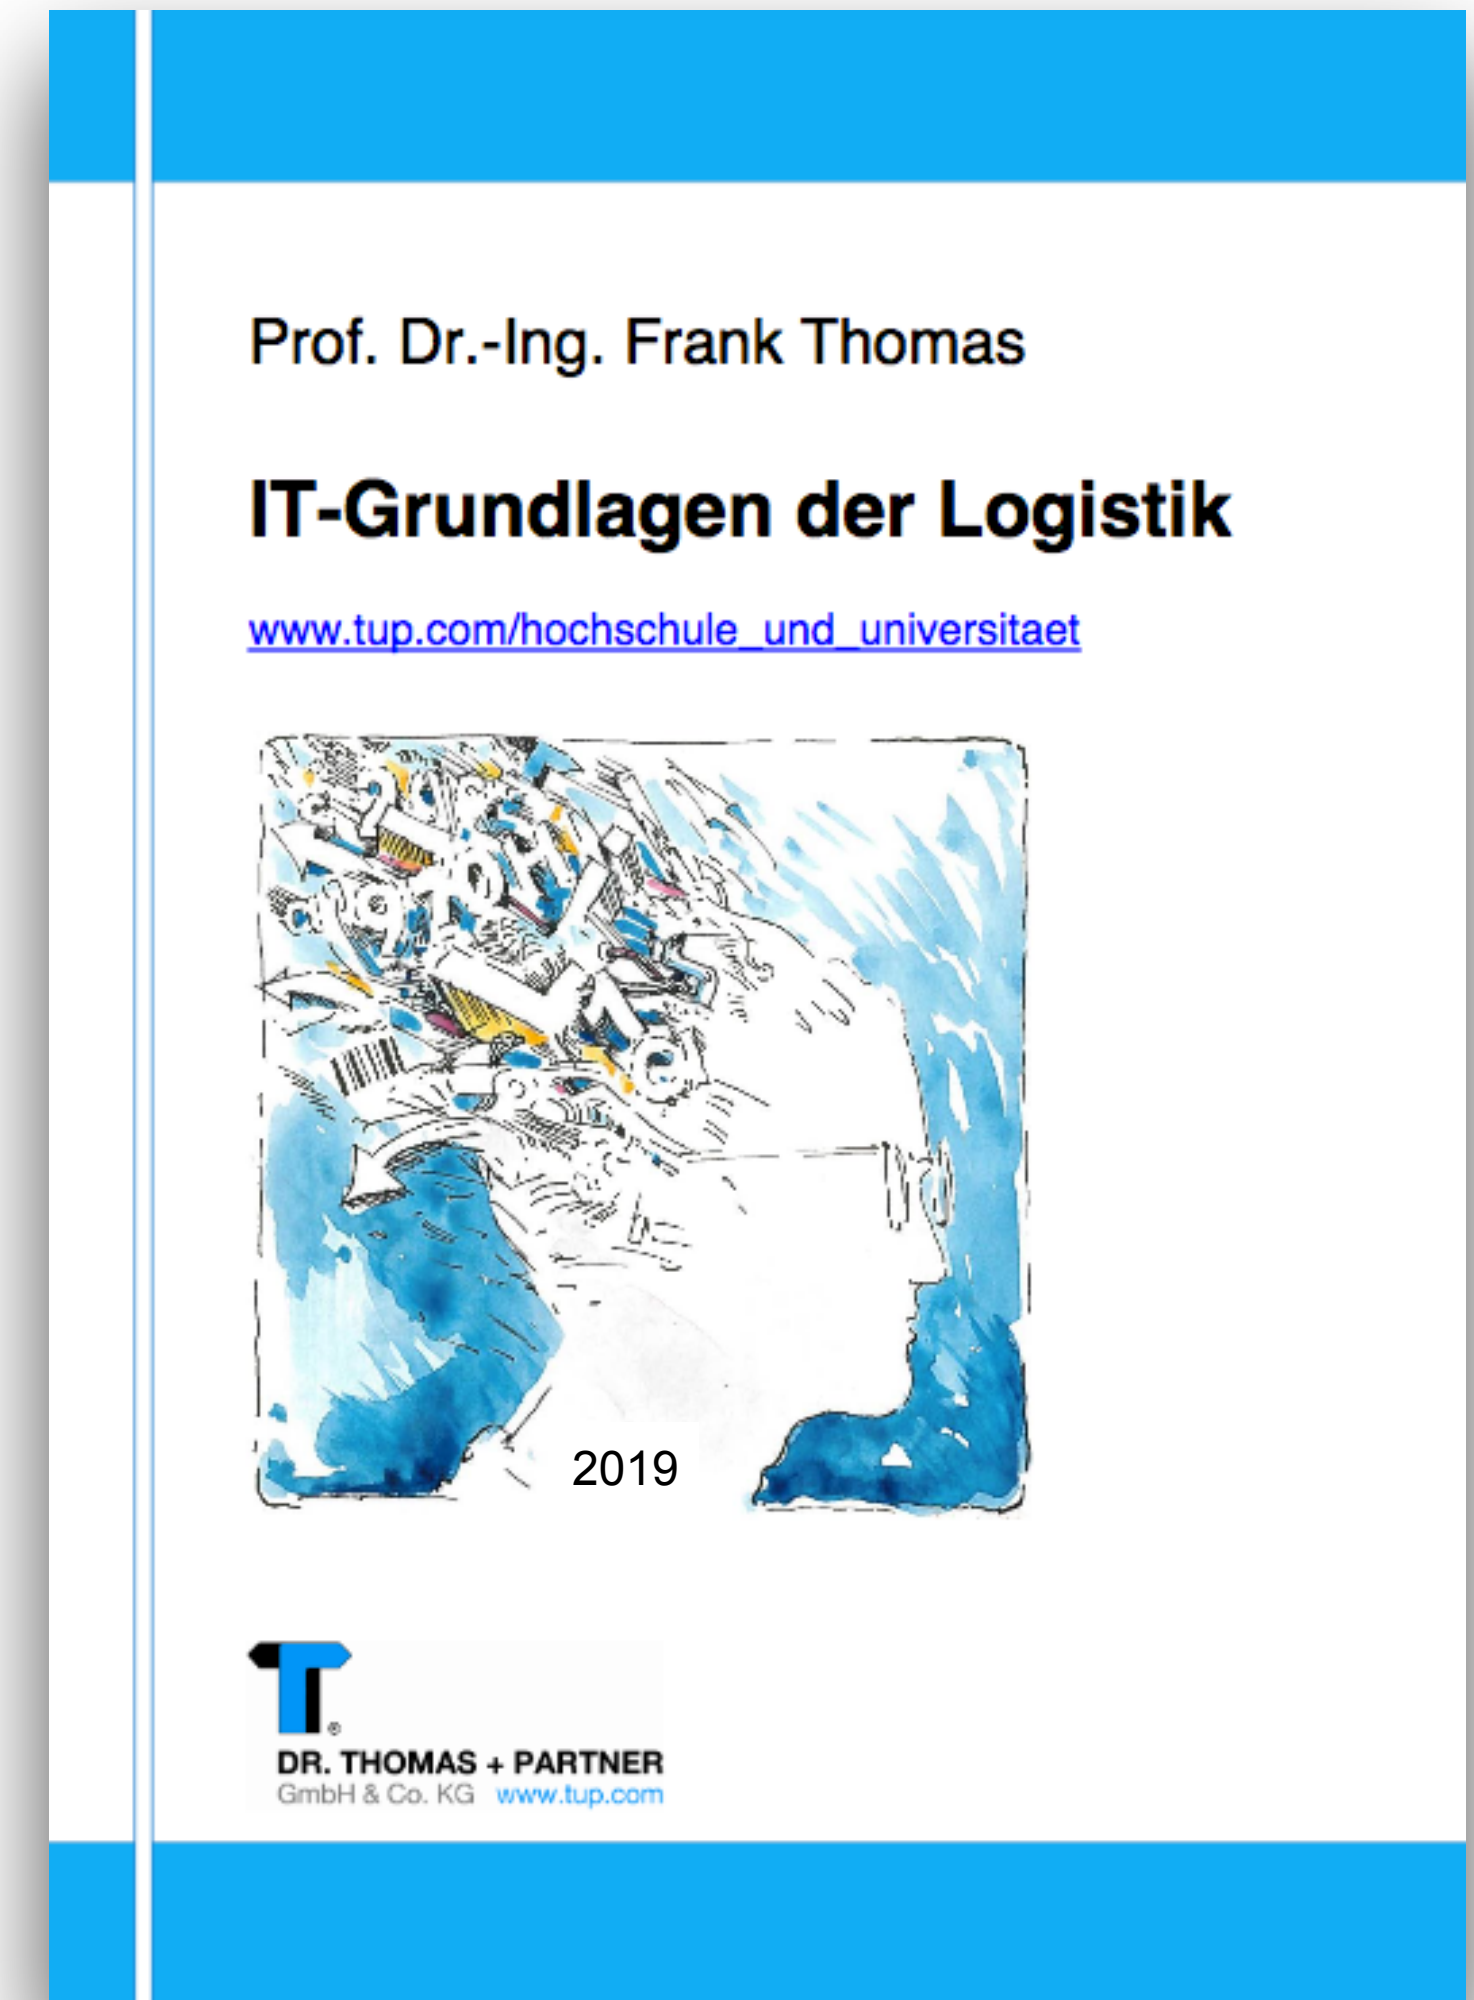 Prof. Dr.-Ing. Frank Thomas
IT-Grundlagen der Logistik
www.tup.com/hochschule_und_universitaet
2019
®
DR. THOMAS + PARTNER
GmbH & Co. KG www.tup.com